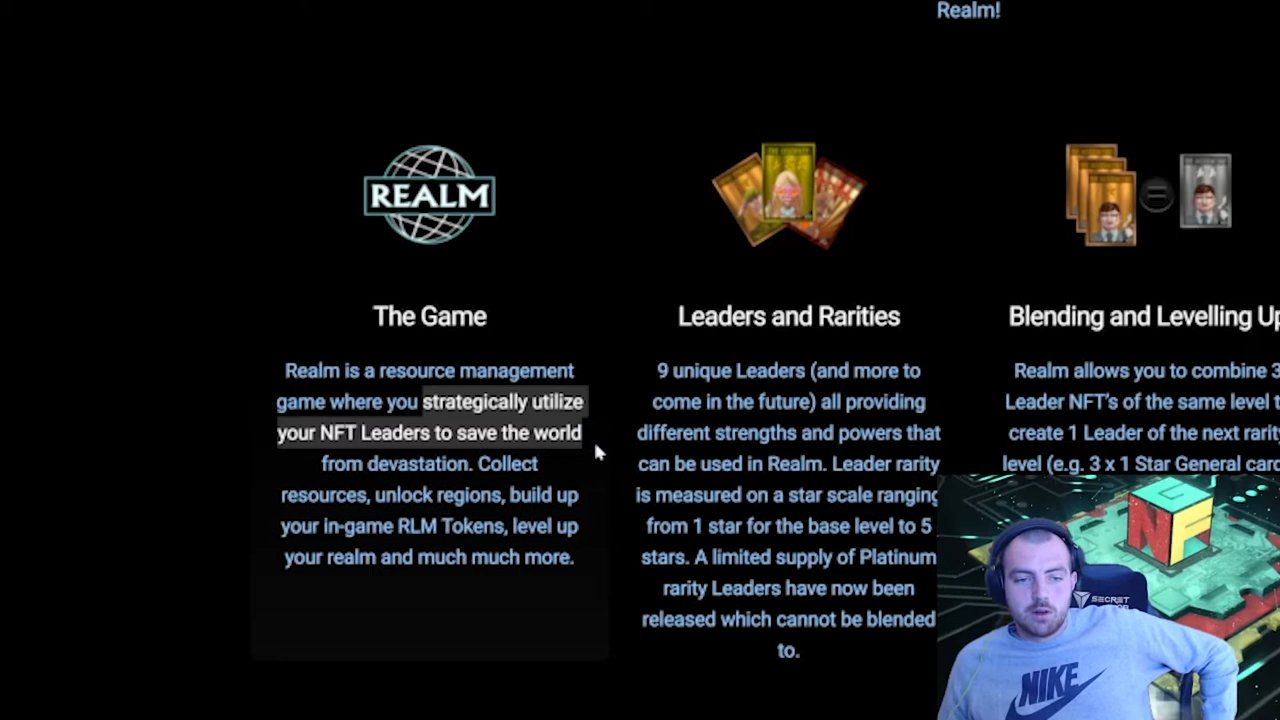 Realm!
REALM
The Game
Realm is a resource management
game where you strategically utilize
your NFT Leaders to save the world
from devastation. Collect
resources, unlock regions, build up
your in-game RLM Tokens, level up
your realm and much much more.
Leaders and Rarities
9 unique Leaders (and more to
come in the future) all providing
different strengths and powers that
can be used in Realm. Leader rarity
is measured on a star scale ranging
from 1 star for the base level to 5
stars. A limited supply of Platinum
rarity Leaders have now been
released which cannot be blended
to.
=
Blending and Levelling Up
Realm allows you to combine 3
Leader NFT's of the same level t
create 1 Leader of the next rarity
level (e.g. 3 x 1 Star General card
G
NF
SECRET
NIKE